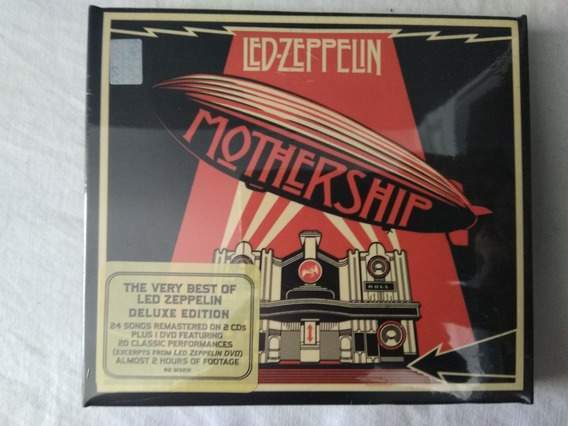 LED-ZEPPELIN
MOTHERSHIP
THE VERY BEST OF
LED ZEPPELIN
DELUXE EDITION
24 SONGS REMASTERED ON 2 CDs
PLUS 1 DVD FEATURING
20 CLASSIC PERFORMANCES
(EXCERPTS FROM LED ZEPPELIN DVD)
ALMOST 2 HOURS OF FOOTAGE